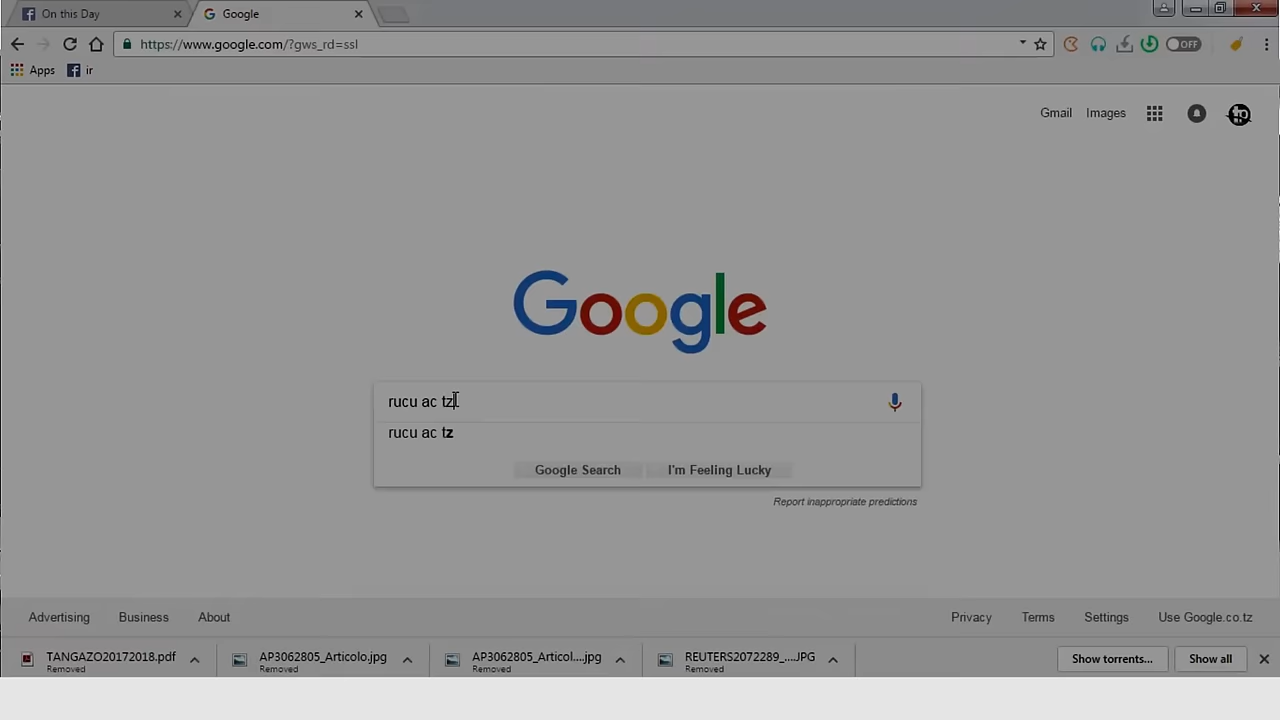 On this Day
Google
https://www.google.com/?gws_rd=ssl
OFF
Apps
ir
Gmail
Images
Google
rucu ac tz
rucu ac tz
Google Search
I'm Feeling Lucky
Report inappropriate predictions
Advertising
Business
About
Privacy
Terms
Settings
Use Google.co.tz
TANGAZO20172018.pdf
Removed
AP3062805_Articolo.jpg
Removed
AP3062805_Articol....jpg
Removed
REUTERS2072289_....JPG
Removed
Show torrents...
Show all